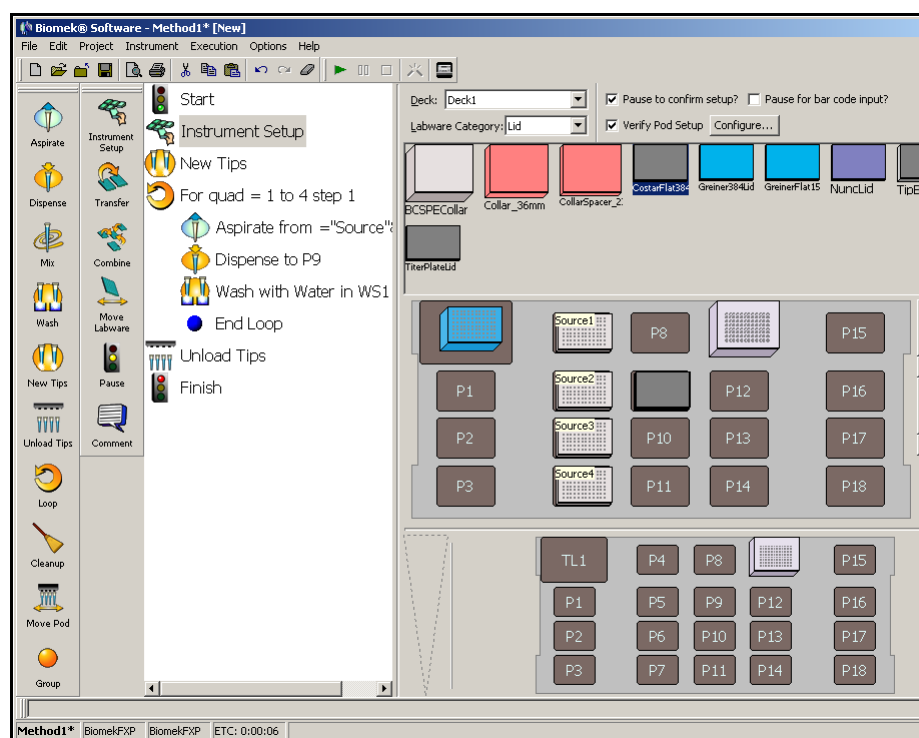 Biomek® Software - Method1* [New]
File Edit Project Instrument Execution Options Help
Aspirate
Dispense
Mix
Wash
New Tips
Unload Tips
Loop
Cleanup
Move Pod
Group
Instrument
Setup
Transfer
Combine
Move
Labware
Pause
Comment
Start
Instrument Setup
New Tips
For quad = 1 to 4 step 1
Aspirate from ="Source"&
Dispense to P9
Wash with Water in WS1
End Loop
Unload Tips
Finish
Deck: Deck1 Pause to confirm setup? Pause for bar code input?
Labware Category: Lid Verify Pod Setup Configure...
BCSPECollar Collar_36mm CollarSpacer_2 CostarFlat384 Greiner384Lid GreinerFlat15 NuncLid TipB
TiterPlateLid
Source1 P8 P15
P1 Source2 P12 P16
P2 Source3 P10 P13 P17
P3 Source4 P11 P14 P18
TL1 P4 P8 P15
P1 P5 P9 P12 P16
P2 P6 P10 P13 P17
P3 P7 P11 P14 P18
Method1* BiomekFXP BiomekFXP ETC: 0:00:06